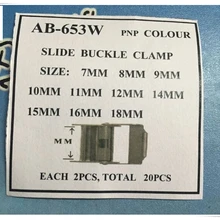 AB-653W PNP COLOUR
SLIDE BUCKLE CLAMP
SIZE: 7MM 8MM 9MM
10MM 11MM 12MM 14MM
15MM 16MM 18MM
MM
EACH 2PCS, TOTAL 20PCS